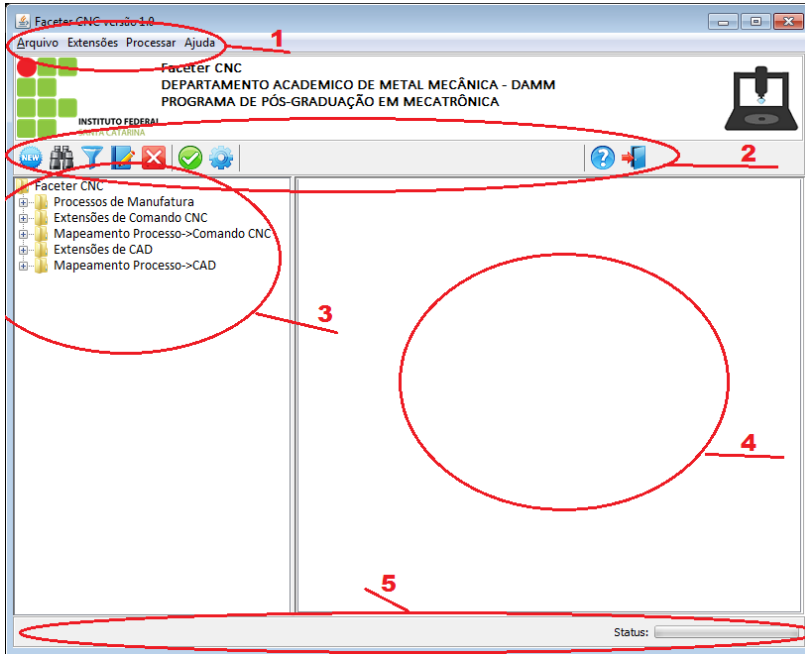 Faceter CNC versão 1.0
Arquivo Extensões Processar Ajuda
1
Faceter CNC
DEPARTAMENTO ACADEMICO DE METAL MECÂNICA - DAMM
PROGRAMA DE PÓS-GRADUAÇÃO EM MECATRÔNICA
INSTITUTO FEDERAL
SANTA CATARINA
NEW
2
Faceter CNC
Processos de Manufatura
Extensões de Comando CNC
Mapeamento Processo->Comando CNC
Extensões de CAD
Mapeamento Processo->CAD
3
4
5
Status: